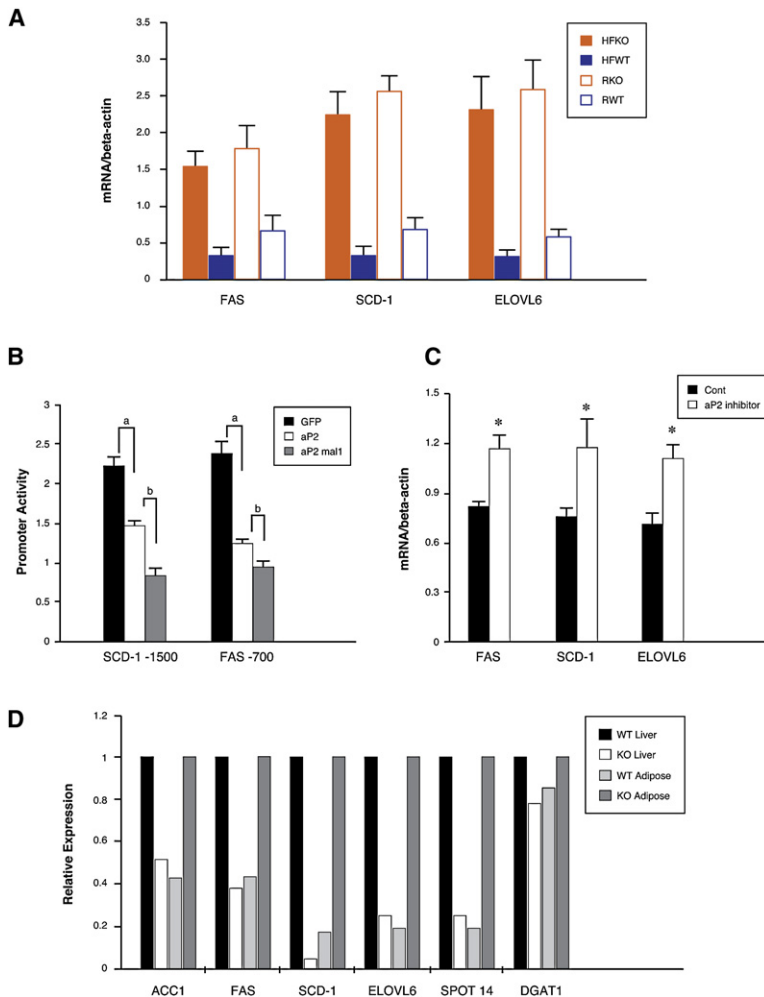 A
3.5
3.0
2.5
2.0
1.5
1.0
0.5
0
mRNA/beta-actin
HFKO
HFWT
RKO
RWT
FAS
SCD-1
ELOVL6
B
3
2.5
2
1.5
1
0.5
0
Promoter Activity
GFP
aP2
aP2 mal1
a
b
a
b
SCD-1 -1500
FAS -700
C
1.5
1.2
0.9
0.6
0.3
0
mRNA/beta-actin
Cont
aP2 inhibitor
*
*
*
FAS
SCD-1
ELOVL6
D
1.2
1
0.8
0.6
0.4
0.2
0
Relative Expression
WT Liver
KO Liver
WT Adipose
KO Adipose
ACC1
FAS
SCD-1
ELOVL6
SPOT 14
DGAT1